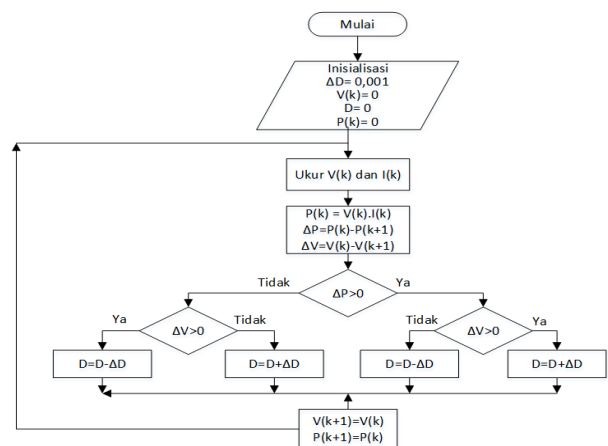 Mulai
Inisialisasi
ΔD= 0,001
V(k)= 0
D= 0
P(k)= 0
Ukur V(k) dan I(k)
P(k) = V(k).I(k)
ΔP=P(k)-P(k+1)
ΔV=V(k)-V(k+1)
Tidak
ΔP>0
Ya
Ya
ΔV>0
Tidak
Tidak
ΔV>0
Ya
D=D-ΔD
D=D+ΔD
D=D-ΔD
D=D+ΔD
V(k+1)=V(k)
P(k+1)=P(k)